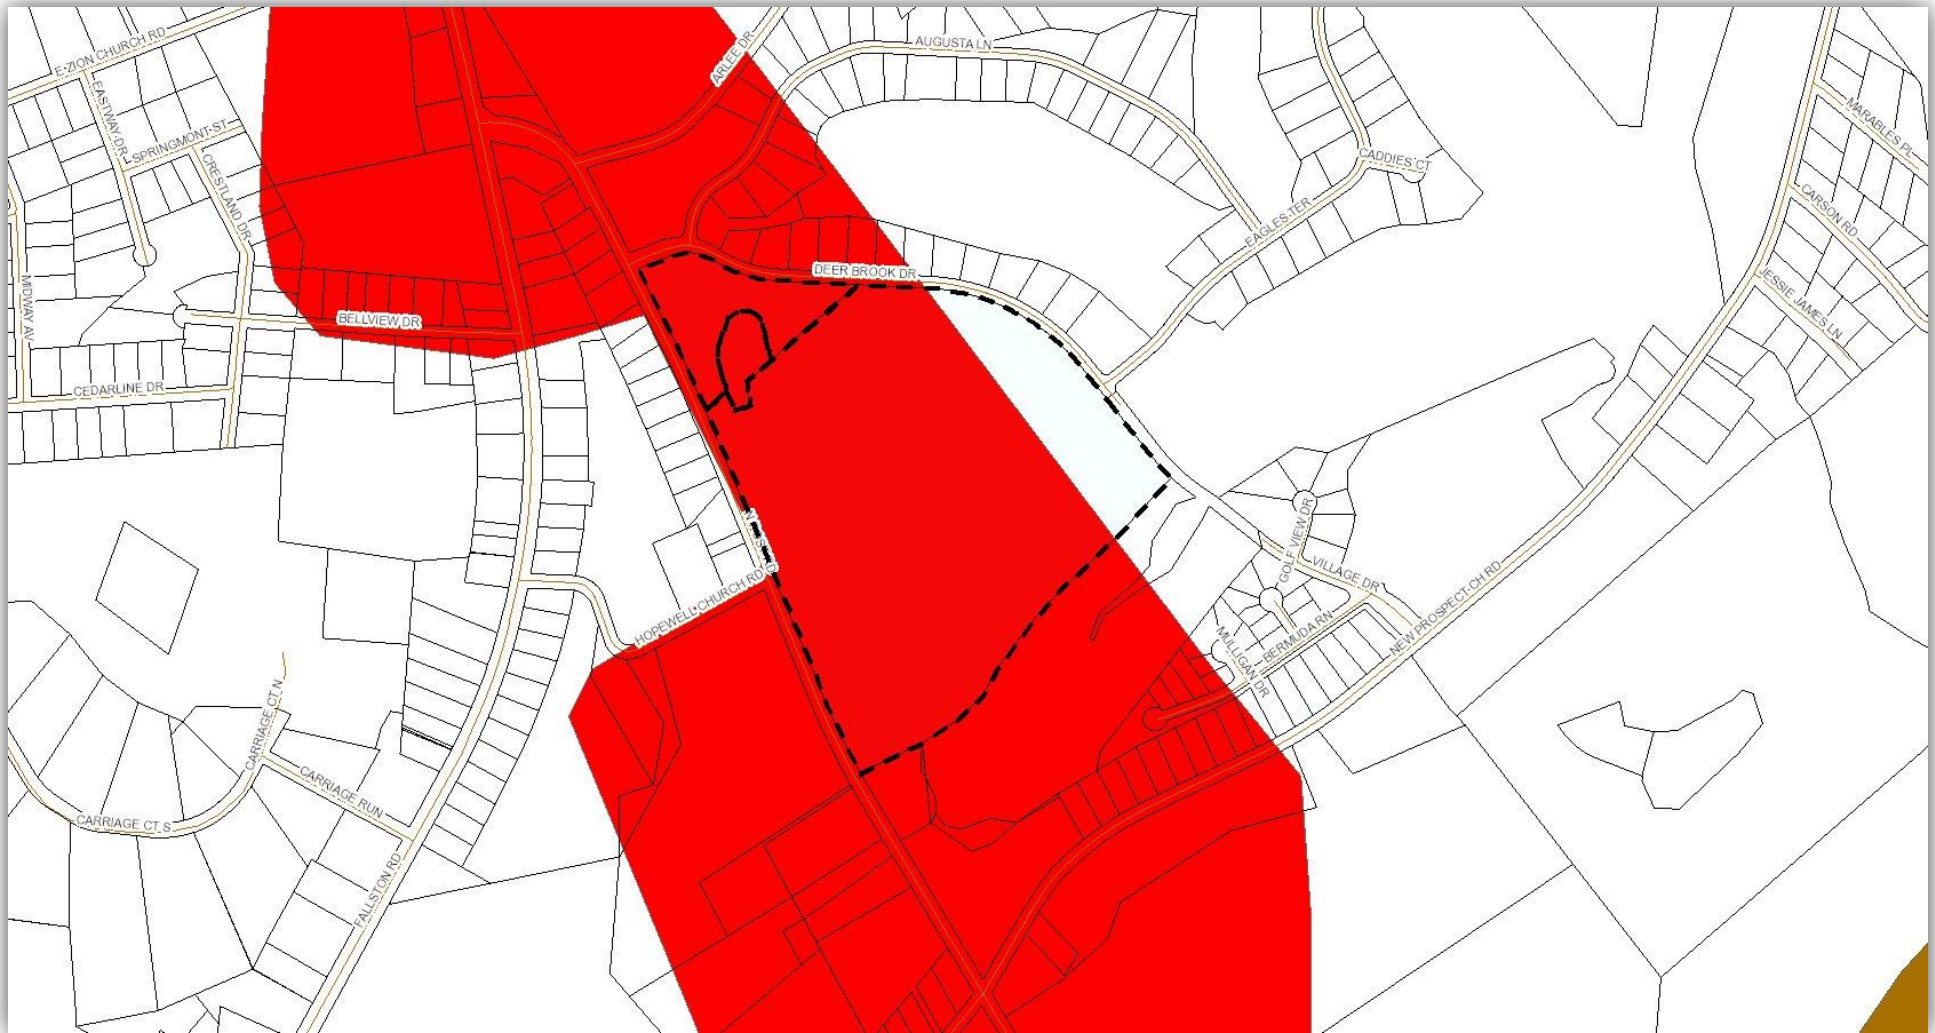 E ZION CHURCH RD
ARLEE DR
AUGUSTA LN
EASTWAY DR
SPRINGMONT ST
CRESTLAND DR
MARABLES PL
CADDIES CT
CARSON RD
EAGLES TER
MIDWAY AV
DEER BROOK DR
JESSIE JAMES LN
BELLVIEW DR
CEDARLINE DR
HOPEWELL CHURCH RD
GOLF VIEW DR
VILLAGE DR
NEW PROSPECT CH RD
BERMUDA RN
MULLIGAN DR
CARRIAGE CT N
CARRIAGE RUN
CARRIAGE CT S
FALLSTON RD